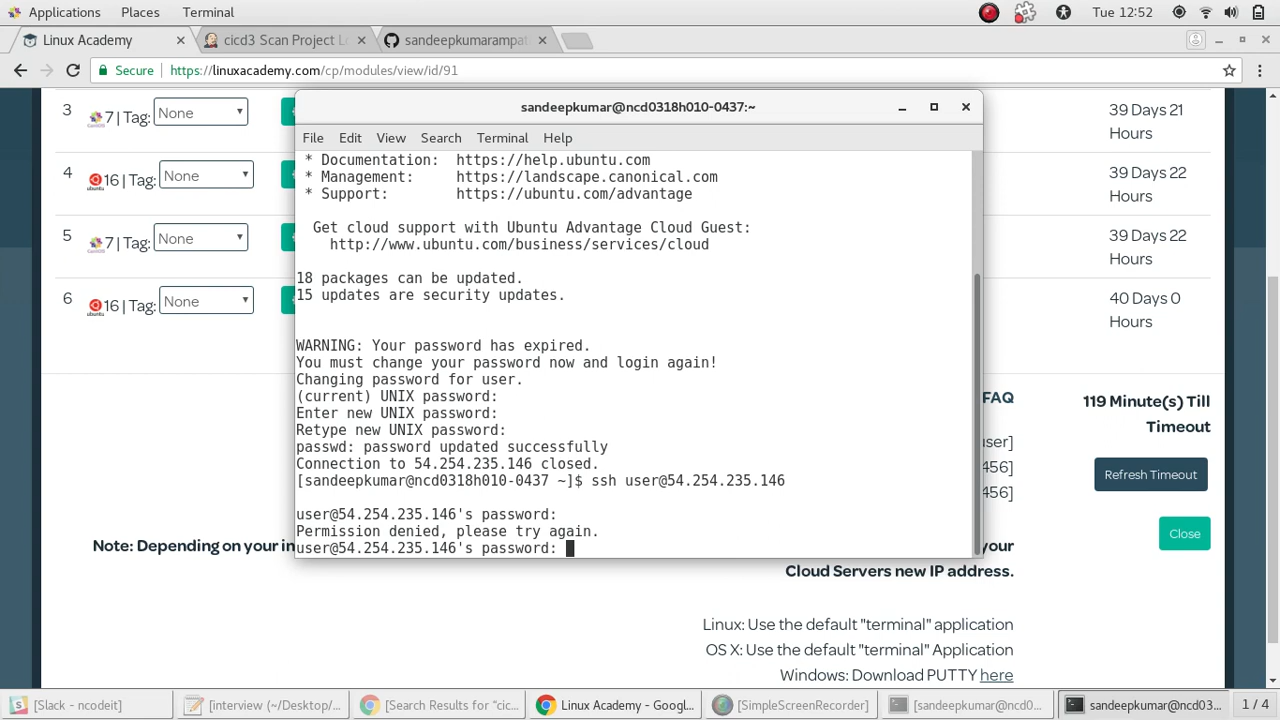 Applications Places Terminal Tue 12:52
Linux Academy cicd3 Scan Project sandeepkumarampat
Secure https://linuxacademy.com/cp/modules/view/id/91
sandeepkumar@ncd0318h010-0437:~
File Edit View Search Terminal Help
3 7 | Tag: None 39 Days 21 Hours
4 16 | Tag: None 39 Days 22 Hours
5 7 | Tag: None 39 Days 22 Hours
6 16 | Tag: None 40 Days 0 Hours
* Documentation: https://help.ubuntu.com
* Management: https://landscape.canonical.com
* Support: https://ubuntu.com/advantage
Get cloud support with Ubuntu Advantage Cloud Guest:
http://www.ubuntu.com/business/services/cloud
18 packages can be updated.
15 updates are security updates.
WARNING: Your password has expired.
You must change your password now and login again!
Changing password for user.
(current) UNIX password:
Enter new UNIX password:
Retype new UNIX password:
passwd: password updated successfully
Connection to 54.254.235.146 closed.
[sandeepkumar@ncd0318h010-0437 ~]$ ssh user@54.254.235.146
user@54.254.235.146's password:
Permission denied, please try again.
user@54.254.235.146's password:
FAQ
user]
456]
456]
119 Minute(s) Till
Timeout
Refresh Timeout
Close
Note: Depending on your in
your
Cloud Servers new IP address.
Linux: Use the default "terminal" application
OS X: Use the default "terminal" Application
Windows: Download PUTTY here
[Slack - ncodeit] [interview (~/Desktop/... [Search Results for "cic... Linux Academy - Googl... [SimpleScreenRecorder] [sandeepkumar@ncd0... sandeepkumar@ncd03... 1 / 4